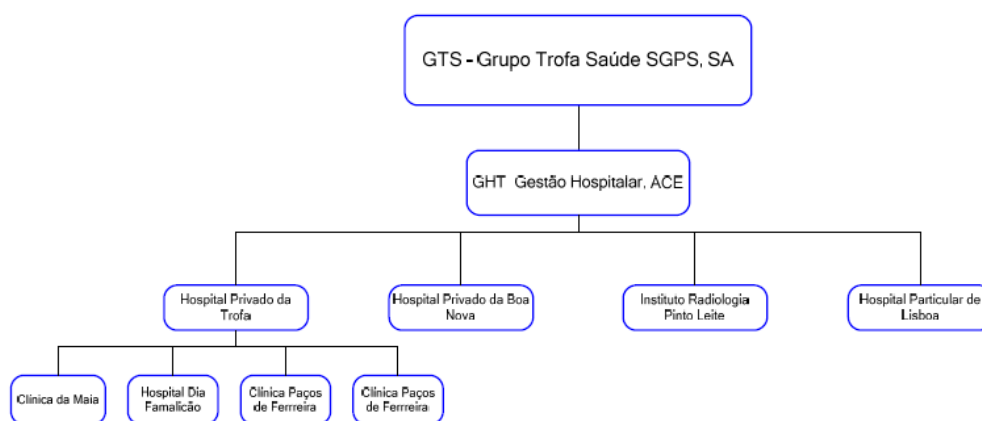 GTS - Grupo Trofa Saúde SGPS, SA
GHT Gestão Hospitalar, ACE
Hospital Privado da
Trofa
Hospital Privado da Boa
Nova
Instituto Radiologia
Pinto Leite
Hospital Particular de
Lisboa
Clínica da Maia
Hospital Dia
Famalicão
Clínica Paços
de Ferrreira
Clínica Paços
de Ferrreira